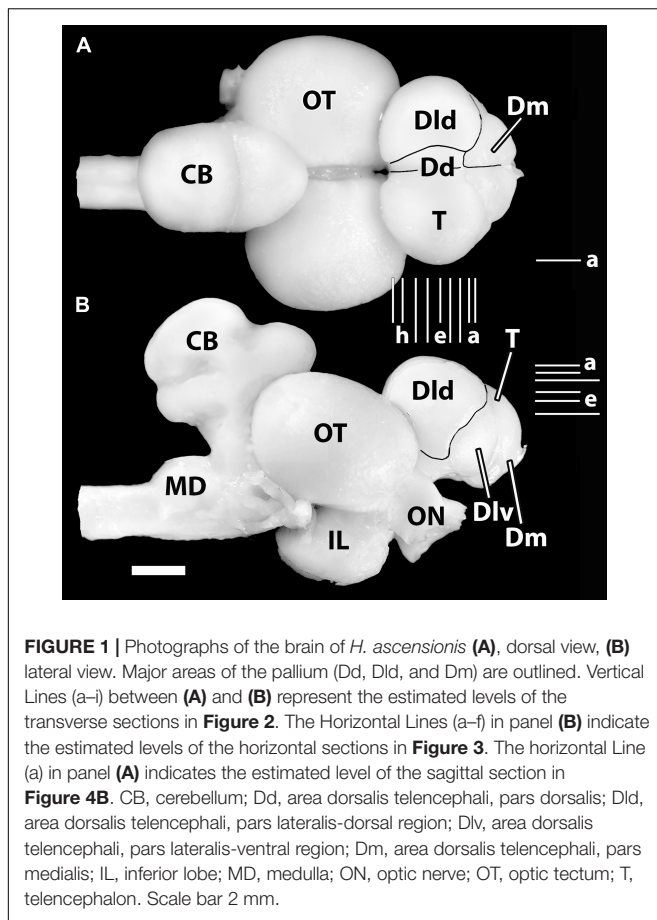 A
OT
Dld
Dm
CB
Dd
T
a
h e a
B
CB
T
a
Dld
e
OT
MD
Dlv
Dm
ON
IL
FIGURE 1 | Photographs of the brain of H. ascensionis (A), dorsal view, (B)
lateral view. Major areas of the pallium (Dd, Dld, and Dm) are outlined. Vertical
Lines (a–i) between (A) and (B) represent the estimated levels of the
transverse sections in Figure 2. The Horizontal Lines (a–f) in panel (B) indicate
the estimated levels of the horizontal sections in Figure 3. The horizontal Line
(a) in panel (A) indicates the estimated level of the sagittal section in
Figure 4B. CB, cerebellum; Dd, area dorsalis telencephali, pars dorsalis; Dld,
area dorsalis telencephali, pars lateralis-dorsal region; Dlv, area dorsalis
telencephali, pars lateralis-ventral region; Dm, area dorsalis telencephali, pars
medialis; IL, inferior lobe; MD, medulla; ON, optic nerve; OT, optic tectum; T,
telencephalon. Scale bar 2 mm.